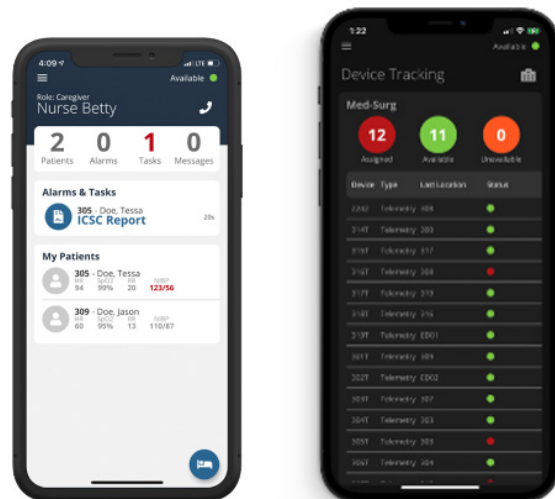 4:09
LTE
Available
Role: Caregiver
Nurse Betty
2 0 1 0
Patients Alarms Tasks Messages
Alarms & Tasks
305 - Doe, Tessa
ICSC Report
20s
My Patients
305 - Doe, Tessa
HR SpO2 RR NIBP
94 99% 20 123/56
309 - Doe, Jason
HR SpO2 RR NIBP
60 95% 13 110/87
1:22
Available
Device Tracking
Med-Surg
12 11 0
Assigned Available Unavailable
Device Type Last Location Status
2242 Telemetry 308
314T Telemetry 300
315T Telemetry 317
316T Telemetry 308
317T Telemetry 319
318T Telemetry 316
319T Telemetry ED01
301T Telemetry 309
302T Telemetry ED02
303T Telemetry 307
304T Telemetry 303
305T Telemetry 303
306T Telemetry 304